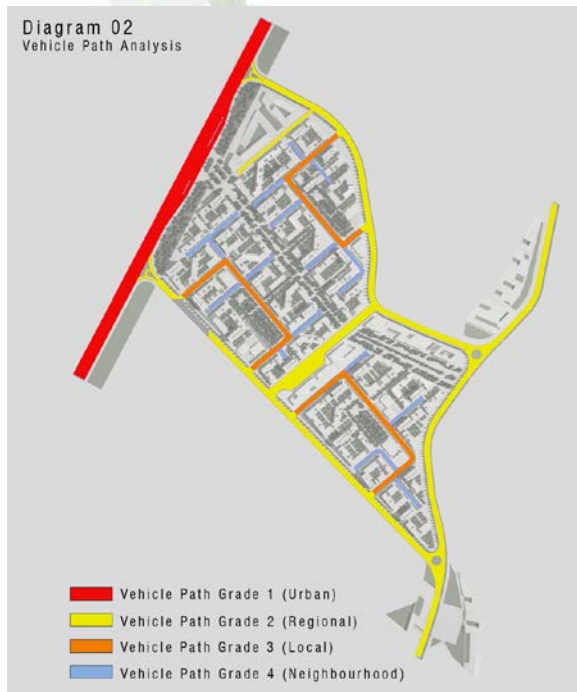 Diagram 02
Vehicle Path Analysis
Vehicle Path Grade 1 (Urban)
Vehicle Path Grade 2 (Regional)
Vehicle Path Grade 3 (Local)
Vehicle Path Grade 4 (Neighbourhood)